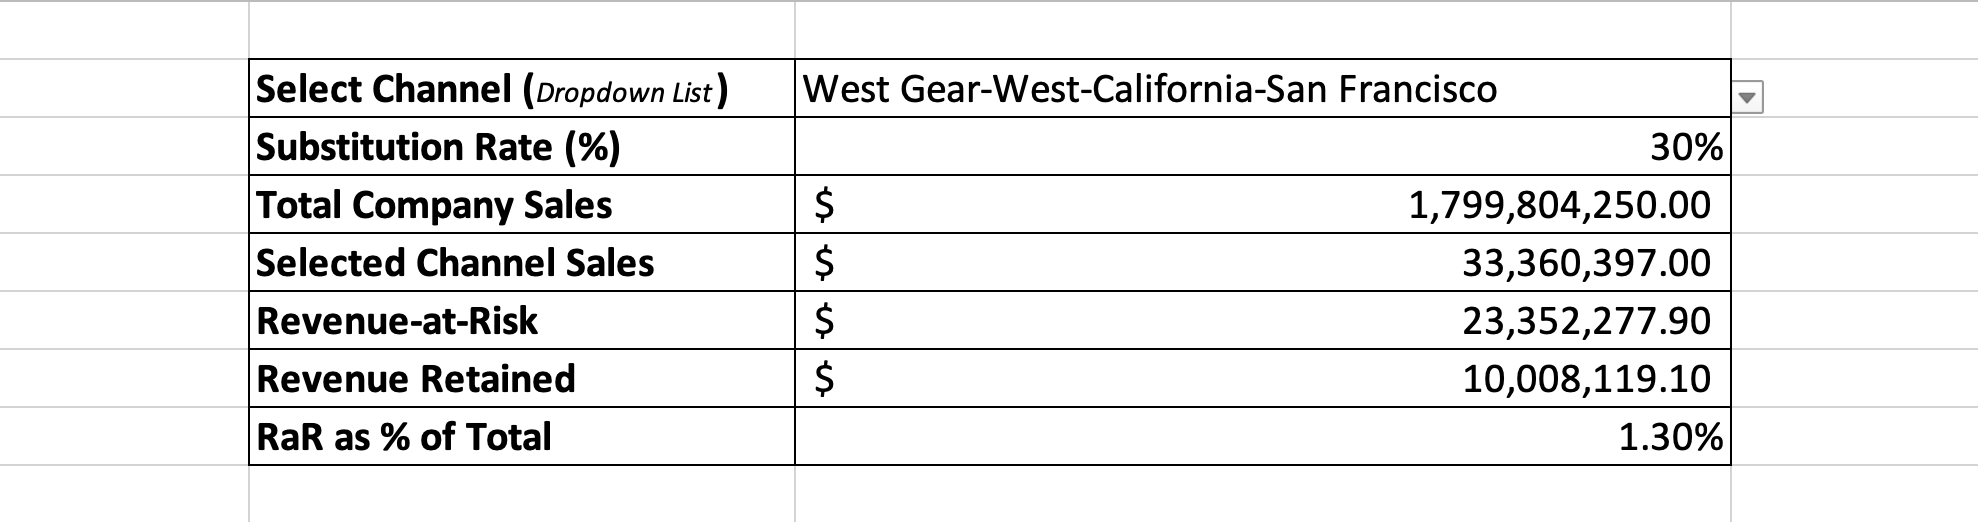 Select Channel (Dropdown List) West Gear-West-California-San Francisco
Substitution Rate (%) 30%
Total Company Sales $ 1,799,804,250.00
Selected Channel Sales $ 33,360,397.00
Revenue-at-Risk $ 23,352,277.90
Revenue Retained $ 10,008,119.10
RaR as % of Total 1.30%